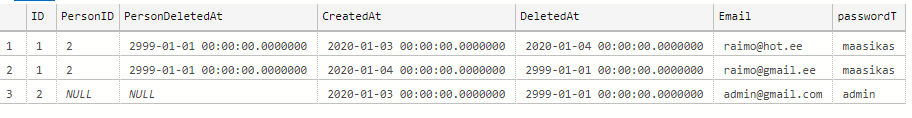 ID PersonID PersonDeletedAt CreatedAt DeletedAt Email passwordT
1 1 2 2999-01-01 00:00:00.0000000 2020-01-03 00:00:00.0000000 2020-01-04 00:00:00.0000000 raimo@hot.ee maasikas
2 1 2 2999-01-01 00:00:00.0000000 2020-01-04 00:00:00.0000000 2999-01-01 00:00:00.0000000 raimo@gmail.ee maasikas
3 2 NULL NULL 2020-01-03 00:00:00.0000000 2999-01-01 00:00:00.0000000 admin@gmail.com admin